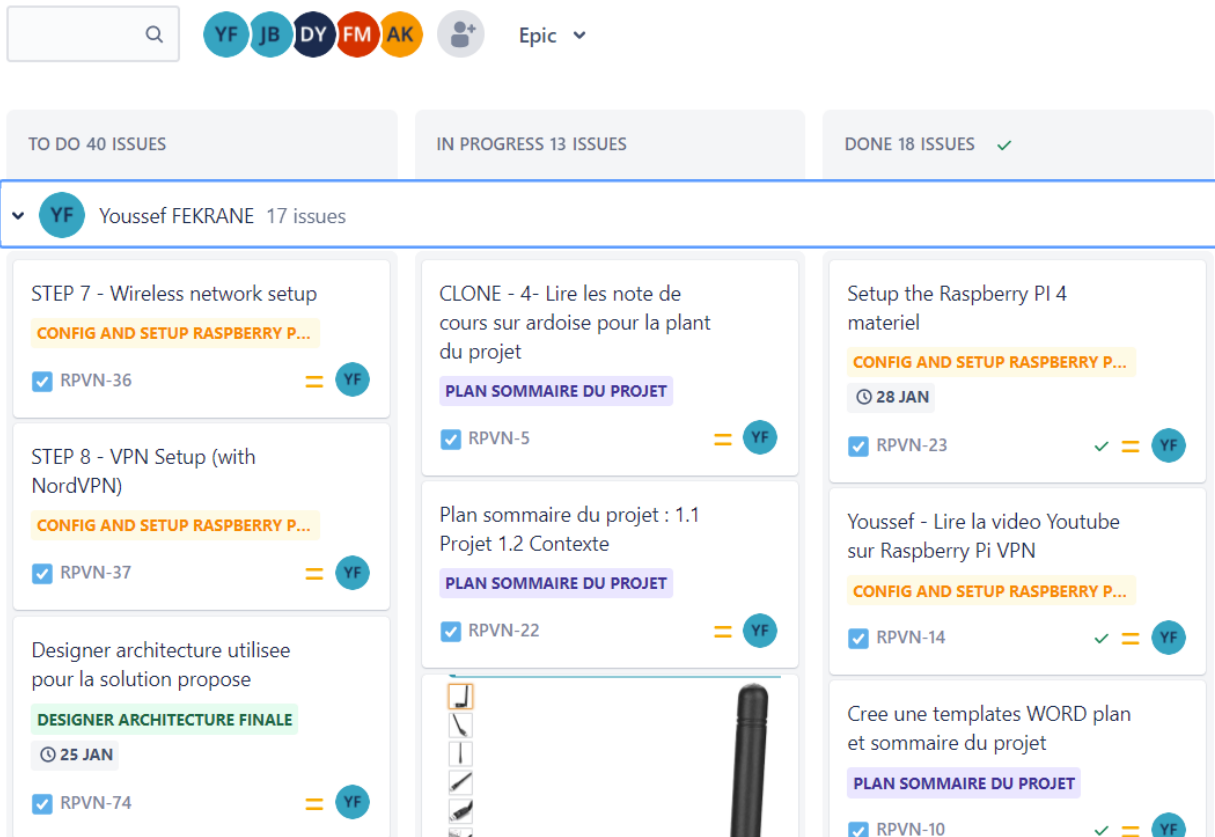 YF JB DY FM AK Epic
TO DO 40 ISSUES
IN PROGRESS 13 ISSUES
DONE 18 ISSUES
YF Youssef FEKRANE 17 issues
STEP 7 - Wireless network setup
CONFIG AND SETUP RASPBERRY P...
RPVN-36 YF
STEP 8 - VPN Setup (with
NordVPN)
CONFIG AND SETUP RASPBERRY P...
RPVN-37 YF
Designer architecture utilisee
pour la solution propose
DESIGNER ARCHITECTURE FINALE
25 JAN
RPVN-74 YF
CLONE - 4- Lire les note de
cours sur ardoise pour la plant
du projet
PLAN SOMMAIRE DU PROJET
RPVN-5 YF
Plan sommaire du projet : 1.1
Projet 1.2 Contexte
PLAN SOMMAIRE DU PROJET
RPVN-22 YF
Setup the Raspberry PI 4
materiel
CONFIG AND SETUP RASPBERRY P...
28 JAN
RPVN-23 YF
Youssef - Lire la video Youtube
sur Raspberry Pi VPN
CONFIG AND SETUP RASPBERRY P...
RPVN-14 YF
Cree une templates WORD plan
et sommaire du projet
PLAN SOMMAIRE DU PROJET
RPVN-10 YF